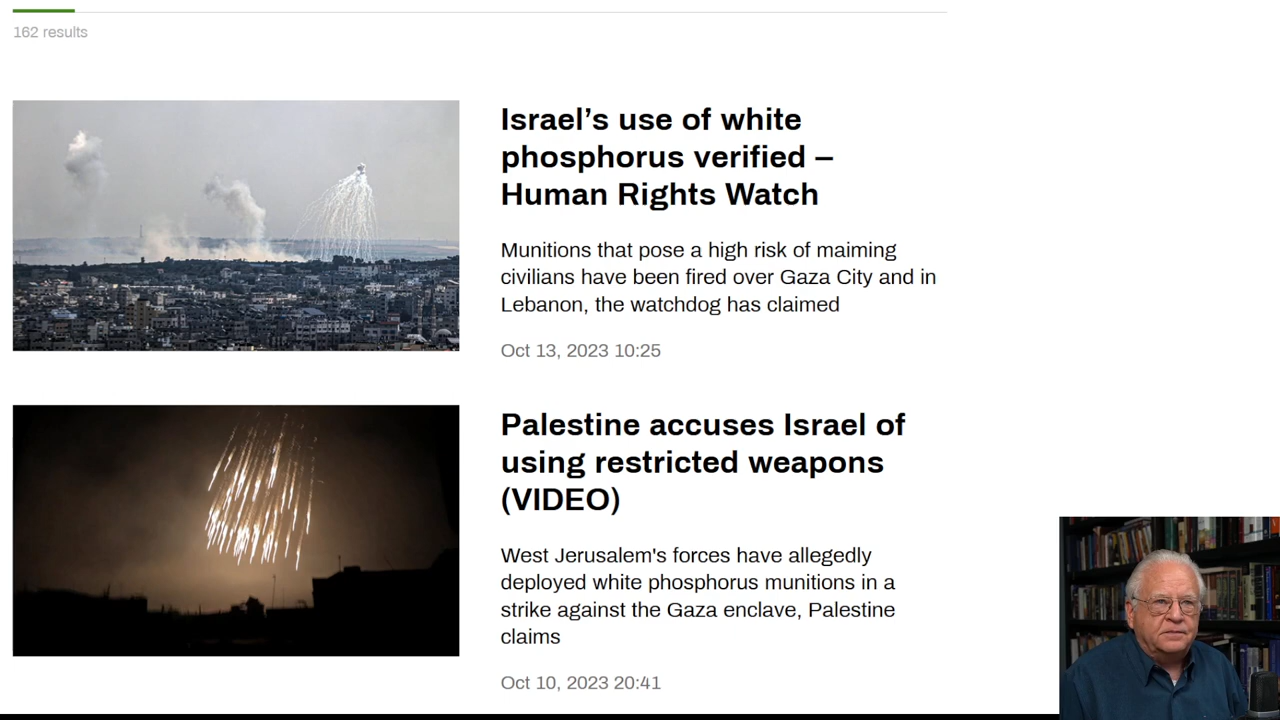 162 results
Israel’s use of white
phosphorus verified –
Human Rights Watch
Munitions that pose a high risk of maiming
civilians have been fired over Gaza City and in
Lebanon, the watchdog has claimed
Oct 13, 2023 10:25
Palestine accuses Israel of
using restricted weapons
(VIDEO)
West Jerusalem's forces have allegedly
deployed white phosphorus munitions in a
strike against the Gaza enclave, Palestine
claims
Oct 10, 2023 20:41